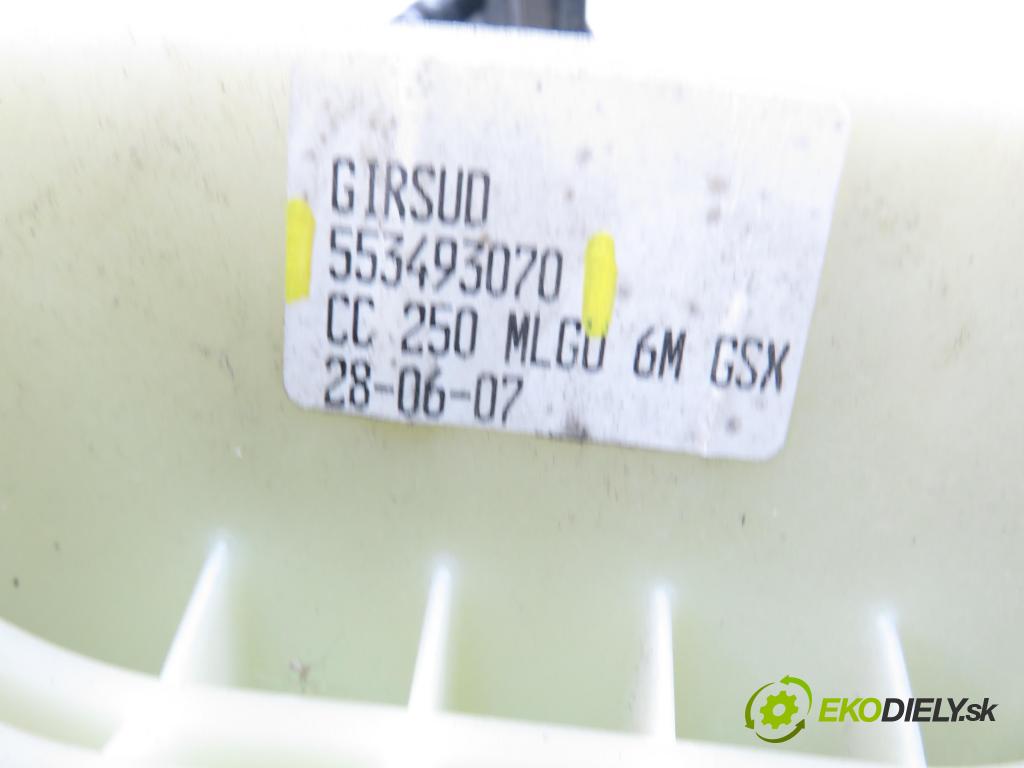 GIRSUD
553493070
CC 250 MLGU 6M GSX
28-06-07
EKODIELY.sk